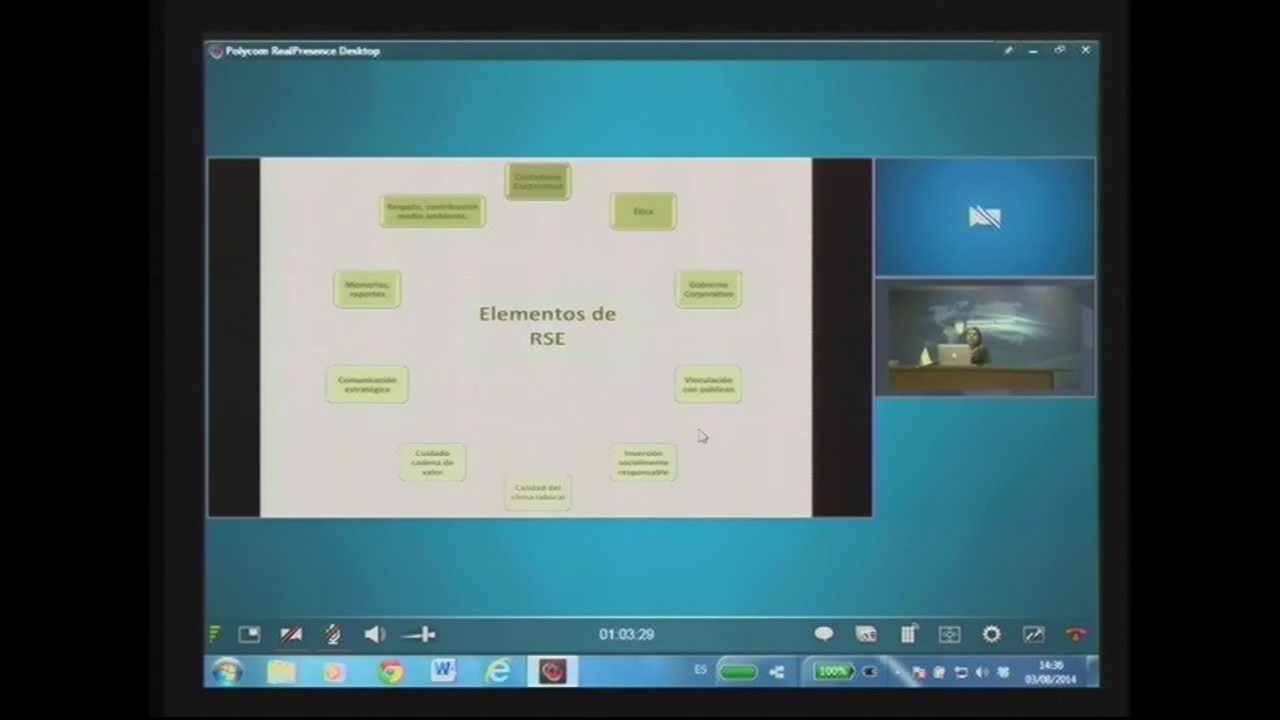 Polycom RealPresence Desktop
Ciudadanía
Corporativa
Respeto, contribución
medio ambiente.
Ética
Memorias,
reportes
Gobierno
Corporativo
Elementos de
RSE
Comunicación
estratégica
Vinculación
con públicos
Cuidado
cadena de
valor
Inversión
socialmente
responsable
Calidad del
clima laboral
01:03:29
ES
100%
14:36
03/08/2014